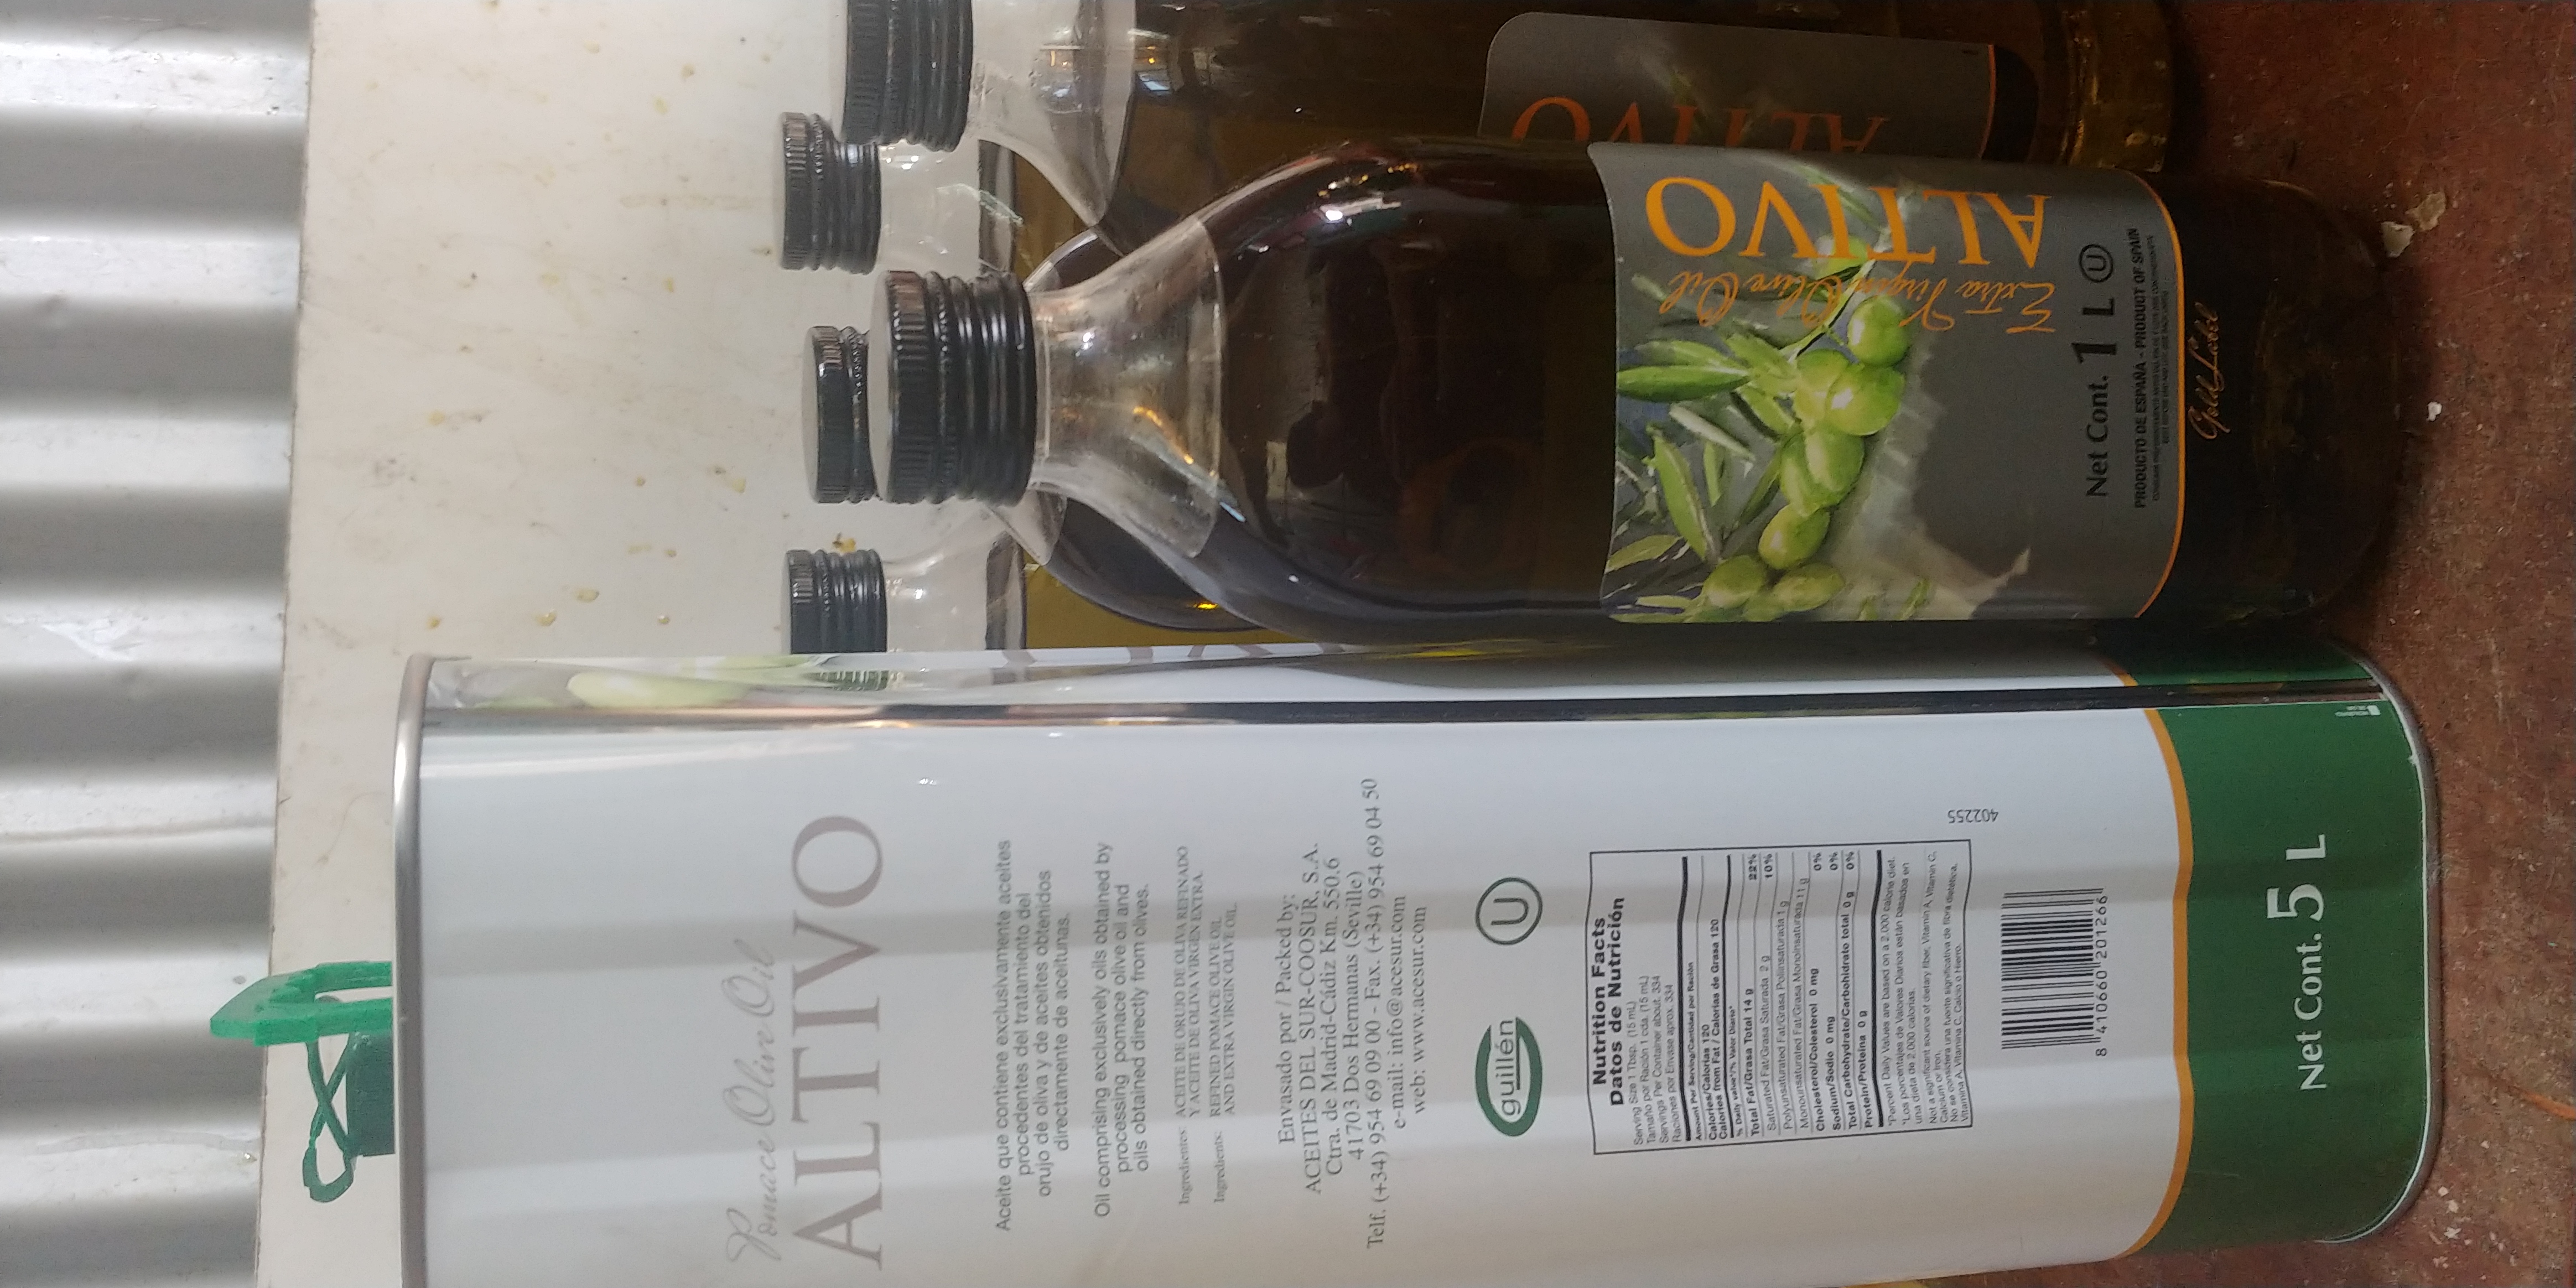 Pomace Olive Oil
ALTIVO
Aceite que contiene exclusivamente aceites
procedentes del tratamiento del
orujo de oliva y de aceites obtenidos
directamente de aceitunas.
Oil comprising exclusively oils obtained by
processing pomace olive oil and
oils obtained directly from olives.
Ingredientes: ACEITE DE ORUJO DE OLIVA REFINADO
Y ACEITE DE OLIVA VIRGEN EXTRA.
Ingredients: REFINED POMACE OLIVE OIL
AND EXTRA VIRGIN OLIVE OIL.
Envasado por / Packed by:
ACEITES DEL SUR-COOSUR, S.A.
Ctra. de Madrid-Cádiz Km. 550.6
41703 Dos Hermanas (Seville)
Telf. (+34) 954 69 09 00 - Fax. (+34) 954 69 04 50
e-mail: info@acesur.com
web: www.acesur.com
guillén
U
Nutrition Facts
Datos de Nutrición
Serving Size 1 Tbsp. (15 mL)
Tamaño por Ración 1 cda. (15 mL)
Servings Per Container about. 334
Raciones por Envase aprox. 334
Amount Per Serving/Cantidad por Ración
Calories/Calorías 120
Calories from Fat / Calorías de Grasa 120
% Daily value*/% Valor Diario*
Total Fat/Grasa Total 14 g 22%
Saturated Fat/Grasa Saturada 2 g 10%
Polyunsaturated Fat/Grasa Poliinsaturada 1 g
Monounsaturated Fat/Grasa Monoinsaturada 11 g
Cholesterol/Colesterol 0 mg 0%
Sodium/Sodio 0 mg 0%
Total Carbohydrate/Carbohidrato total 0 g 0%
Protein/Proteína 0 g
*Percent Daily Values are based on a 2.000 calorie diet.
*Los porcentajes de Valores Diarios están basados en
una dieta de 2.000 calorías.
Not a significant source of dietary fiber, Vitamin A, Vitamin C,
Calcium or Iron.
No se considera una fuente significativa de fibra dietética,
Vitamina A, Vitamina C, Calcio o Hierro.
402255
8 410660 201266
Net Cont. 5 L
Extra Virgin Olive Oil
ALTIVO
Net Cont. 1 L U
PRODUCTO DE ESPAÑA - PRODUCT OF SPAIN
Gold Label
ALTIVO